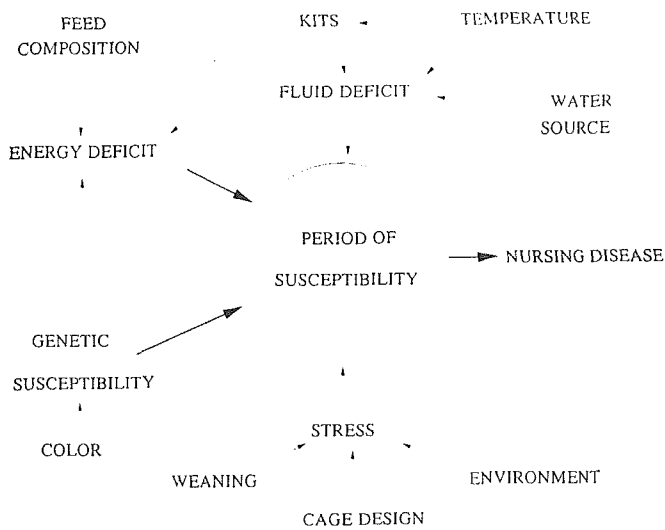 FEED
COMPOSITION
KITS
TEMPERATURE
FLUID DEFICIT
WATER
SOURCE
ENERGY DEFICIT
PERIOD OF
SUSCEPTIBILITY
NURSING DISEASE
GENETIC
SUSCEPTIBILITY
COLOR
STRESS
WEANING
ENVIRONMENT
CAGE DESIGN